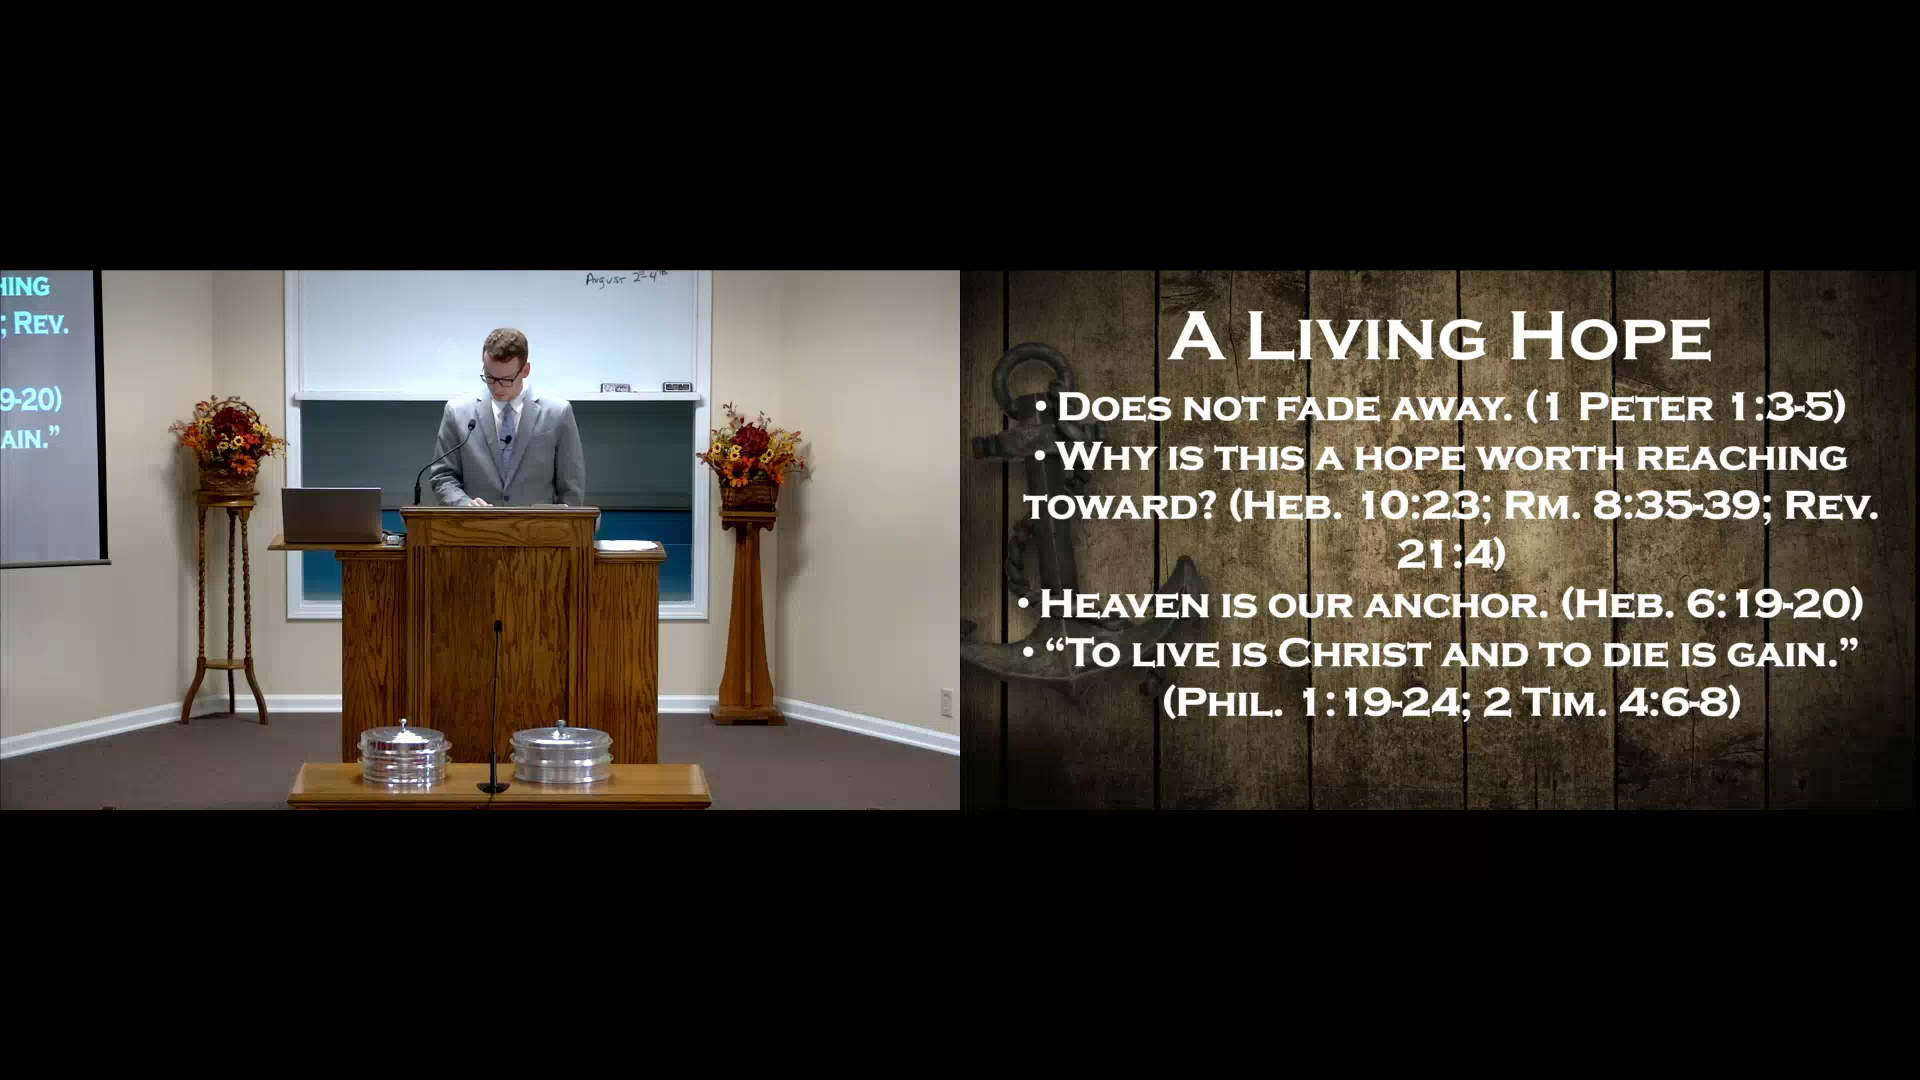 HING
; REV.
9-20)
AIN.”
August 2nd-4th
A LIVING HOPE
• DOES NOT FADE AWAY. (1 PETER 1:3-5)
• WHY IS THIS A HOPE WORTH REACHING
TOWARD? (HEB. 10:23; RM. 8:35-39; REV.
21:4)
• HEAVEN IS OUR ANCHOR. (HEB. 6:19-20)
• “TO LIVE IS CHRIST AND TO DIE IS GAIN.”
(PHIL. 1:19-24; 2 TIM. 4:6-8)